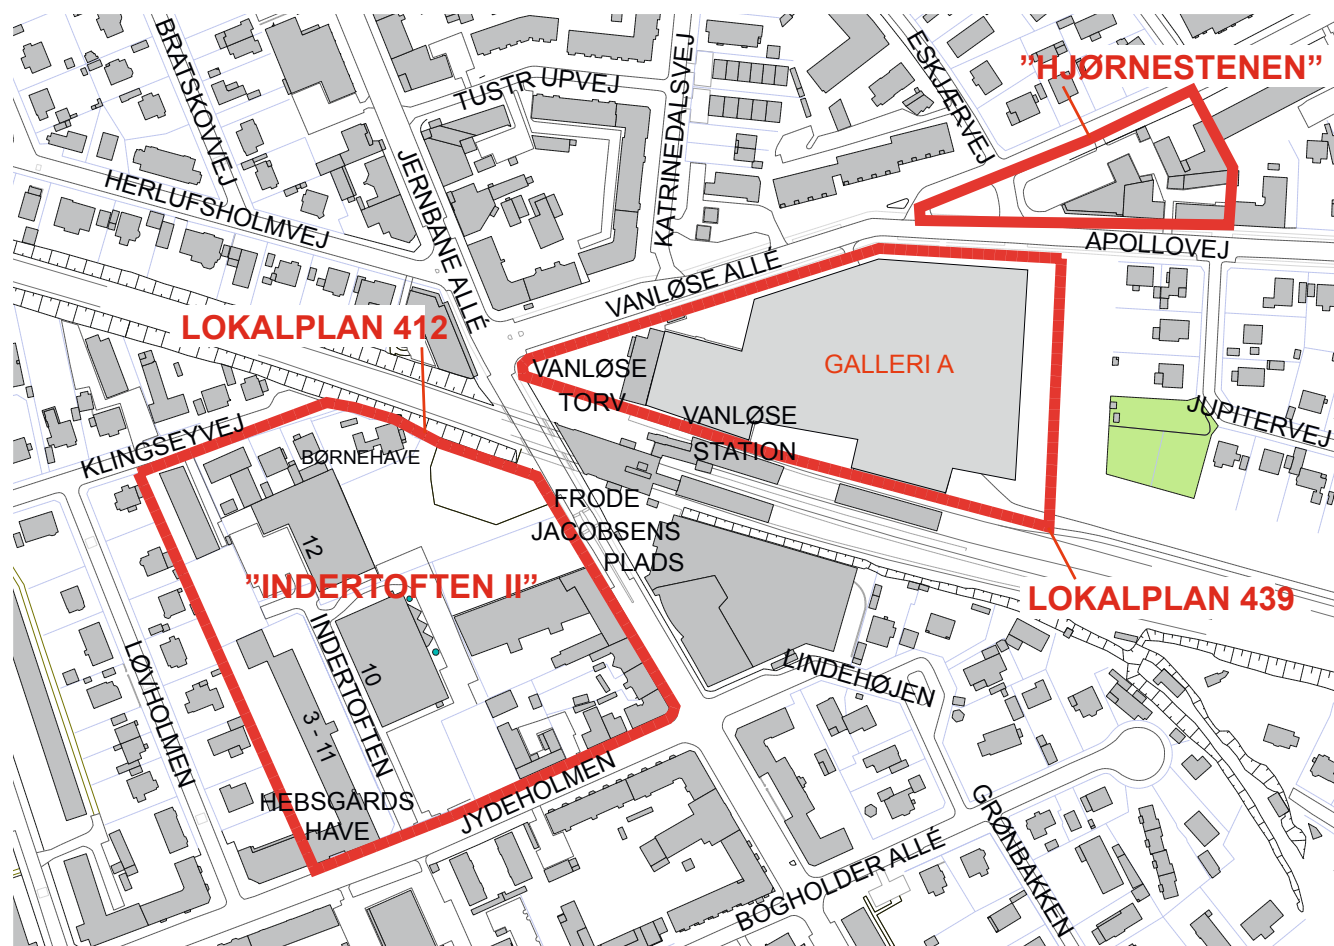 BRATSKOVVEJ
ESKJÆRVEJ
"HJØRNESTENEN"
TUSTR UPVEJ
KATRINEDALSVEJ
JERNBANE ALLÉ
HERLUFSHOLMVEJ
APOLLOVEJ
VANLØSE ALLÉ
LOKALPLAN 412
VANLØSE
TORV
GALLERI A
JUPITERVEJ
VANLØSE
STATION
KLINGSEYVEJ
BØRNEHAVE
FRODE
JACOBSENS
PLADS
12
"INDERTOFTEN II"
LOKALPLAN 439
INDERTOFTEN
10
LØVHOLMEN
3 - 11
LINDEHØJEN
HEBSGÅRDS
HAVE
JYDEHOLMEN
GRØNBAKKEN
BOGHOLDER ALLÉ